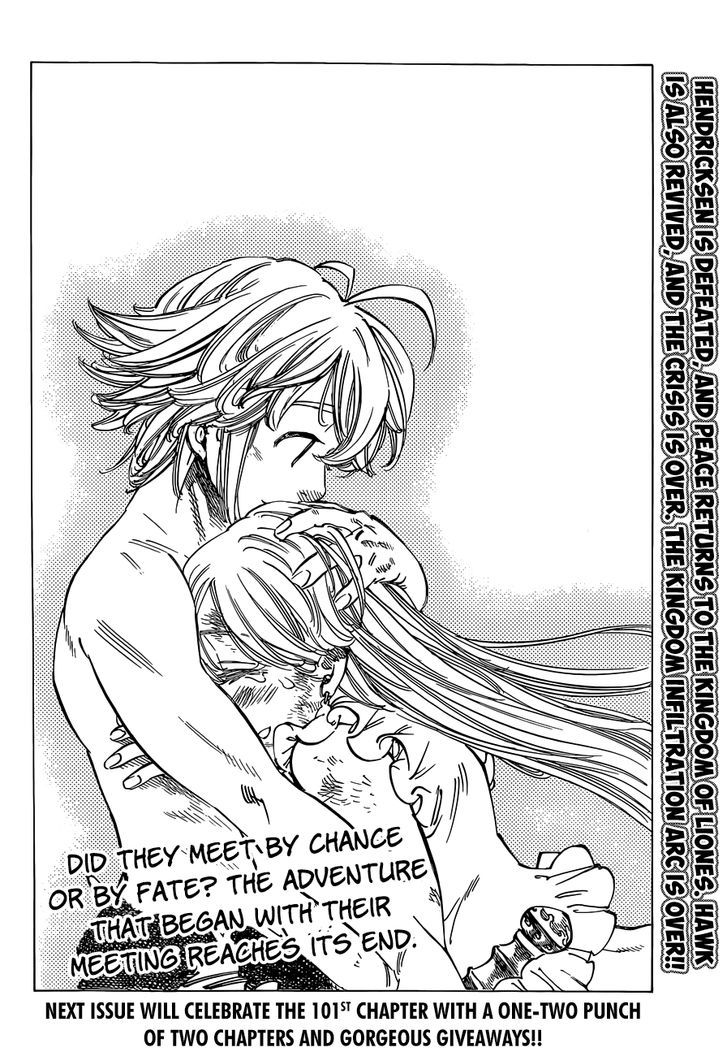 HENDRICKSEN IS DEFEATED, AND PEACE RETURNS TO THE KINGDOM OF LIONES. HAWK
IS ALSO REVIVED, AND THE CRISIS IS OVER. THE KINGDOM INFILTRATION ARC IS OVER!!
DID THEY MEET BY CHANCE
OR BY FATE? THE ADVENTURE
THAT BEGAN WITH THEIR
MEETING REACHES ITS END.
NEXT ISSUE WILL CELEBRATE THE 101ST CHAPTER WITH A ONE-TWO PUNCH
OF TWO CHAPTERS AND GORGEOUS GIVEAWAYS!!